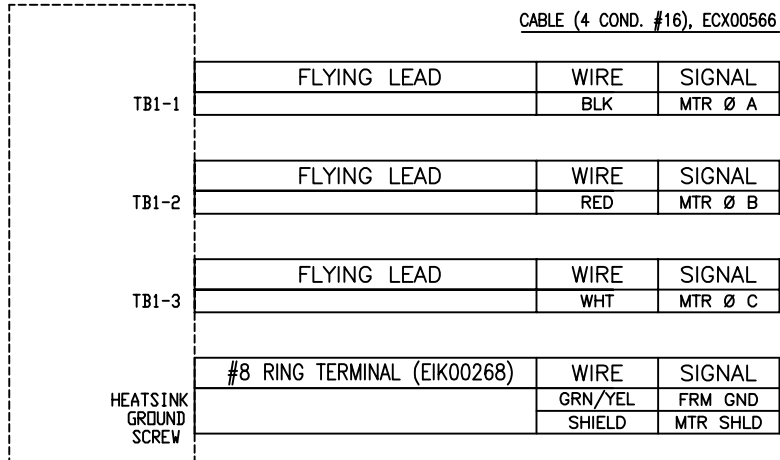 CABLE (4 COND. #16), ECX00566
FLYING LEAD WIRE SIGNAL
TB1-1 BLK MTR Ø A
FLYING LEAD WIRE SIGNAL
TB1-2 RED MTR Ø B
FLYING LEAD WIRE SIGNAL
TB1-3 WHT MTR Ø C
#8 RING TERMINAL (EIK00268) WIRE SIGNAL
HEATSINK GRN/YEL FRM GND
GROUND SHIELD MTR SHLD
SCREW